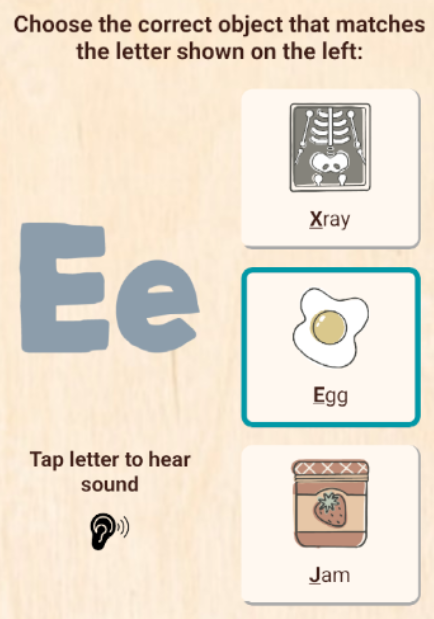 Choose the correct object that matches
the letter shown on the left:
Xray
Ee
Egg
Tap letter to hear
sound
Jam